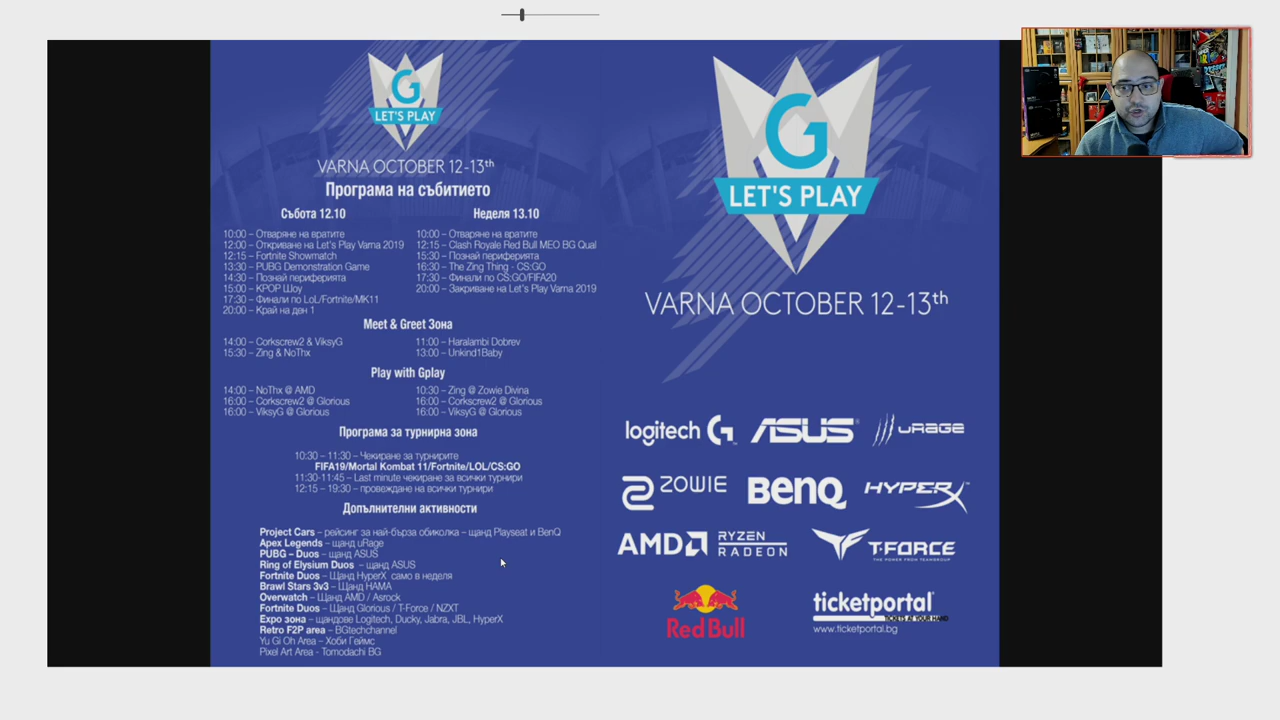 G
LET'S PLAY
VARNA OCTOBER 12-13th
Програма на събитието
Събота 12.10
10:00 – Отваряне на вратите
12:00 – Откриване на Let's Play Varna 2019
12:15 – Fortnite Showmatch
13:30 – PUBG Demonstration Game
14:30 – Познай периферията
15:00 – KPOP Шоу
17:30 – Финали по LoL/Fortnite/MK11
20:00 – Край на ден 1
Неделя 13.10
10:00 – Отваряне на вратите
12:15 – Clash Royale Red Bull MEO BG Qual
15:30 – Познай периферията
16:30 – The Zing Thing - CS:GO
17:30 – Финали по CS:GO/FIFA20
20:00 – Закриване на Let's Play Varna 2019
Meet & Greet Зона
14:00 – Corkscrew2 & ViksyG
15:30 – Zing & NoThx
11:00 – Haralambi Dobrev
13:00 – Unkind1Baby
Play with Gplay
14:00 – NoThx @ AMD
16:00 – Corkscrew2 @ Glorious
16:00 – ViksyG @ Glorious
10:30 – Zing @ Zowie Divina
16:00 – Corkscrew2 @ Glorious
16:00 – ViksyG @ Glorious
Програма за турнирна зона
10:30 – 11:30 – Чекиране за турнирите
FIFA19/Mortal Kombat 11/Fortnite/LOL/CS:GO
11:30-11:45 – Last minute чекиране за всички турнири
12:15 – 19:30 – провеждане на всички турнири
Допълнителни активности
Project Cars – рейсинг за най-бърза обиколка – щанд Playseat и BenQ
Apex Legends – щанд uRage
PUBG – Duos – щанд ASUS
Ring of Elysium Duos – щанд ASUS
Fortnite Duos – Щанд HyperX само в неделя
Brawl Stars 3v3 – Щанд HAMA
Overwatch – Щанд AMD / Asrock
Fortnite Duos – Щанд Glorious / T-Force / NZXT
Expo зона – щандове Logitech, Ducky, Jabra, JBL, HyperX
Retro F2P area – BGtechchannel
Yu Gi Oh Area – Хоби Геймс
Pixel Art Area - Tomodachi BG
G
LET'S PLAY
VARNA OCTOBER 12-13th
logitech G ASUS uRAGE
ZOWIE BenQ HYPERX
AMD RYZEN RADEON T-FORCE
THE POWER FROM TEAMGROUP
Red Bull
ticketportal
TICKETS AT YOUR HAND
www.ticketportal.bg